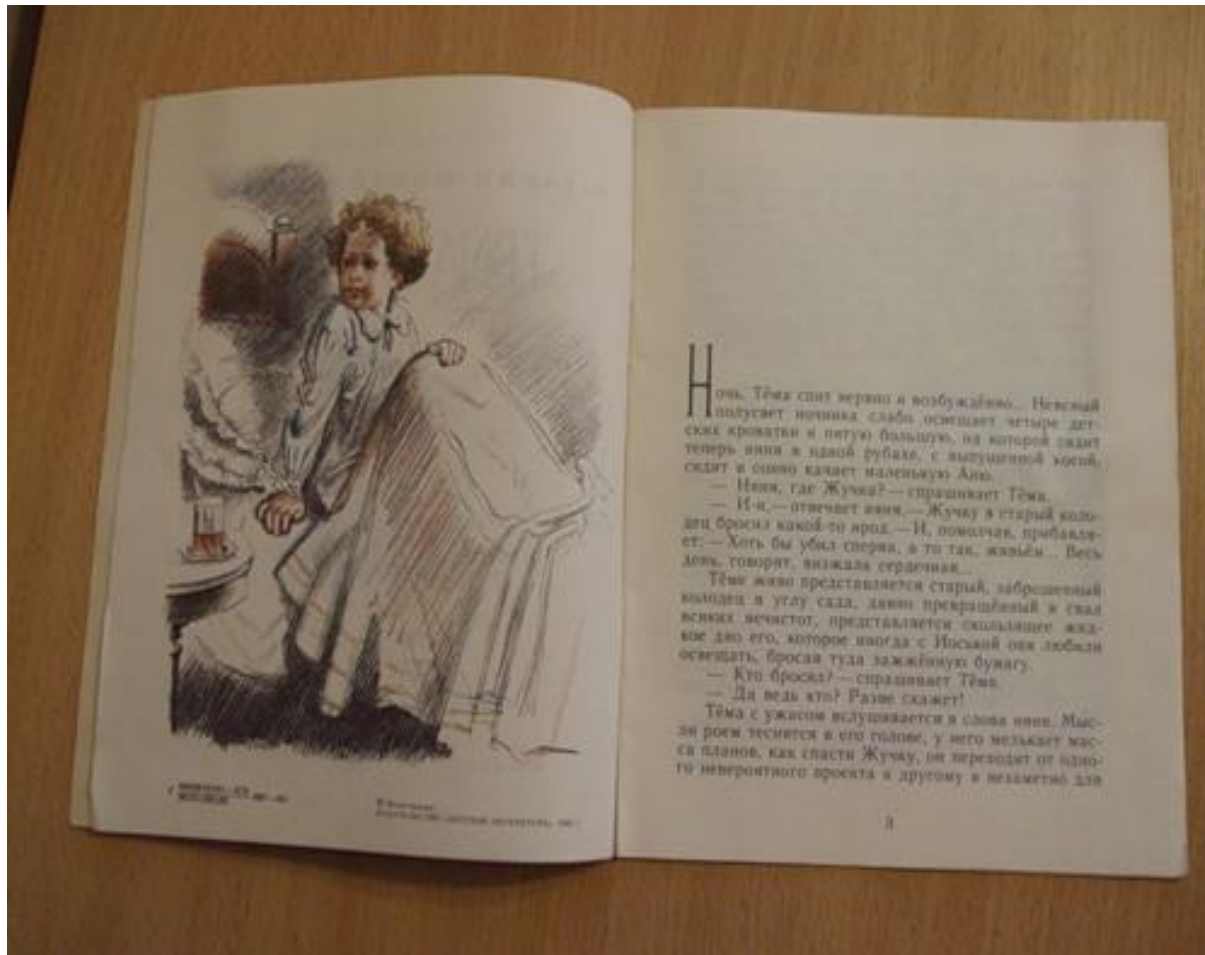 Ночь. Тёма спит нервно и возбуждённо... Неясный
полусвет ночника слабо освещает четыре дет-
ских кроватки и пятую большую, на которой сидит
теперь няня в одной рубахе, с выпущенной косой,
сидит и сонно качает маленькую Аню.
— Няня, где Жучка? — спрашивает Тёма.
— И-и, — отвечает няня, — Жучку в старый коло-
дец бросил какой-то ирод. — И, помолчав, прибавля-
ет: — Хоть бы убил сперва, а то так, живьём... Весь
день, говорят, визжала, сердечная...
Тёме живо представляется старый, заброшенный
колодец в углу сада, давно превращённый в свал
всяких нечистот, представляется скользящее жид-
кое дно его, которое иногда с Иоськой они любили
освещать, бросая туда зажжённую бумагу.
— Кто бросил? — спрашивает Тёма.
— Да ведь кто? Разве скажет!
Тёма с ужасом вслушивается в слова няни. Мыс-
ли роем теснятся в его голове, у него мелькает мас-
са планов, как спасти Жучку, он переходит от одно-
го невероятного проекта к другому и незаметно для
3